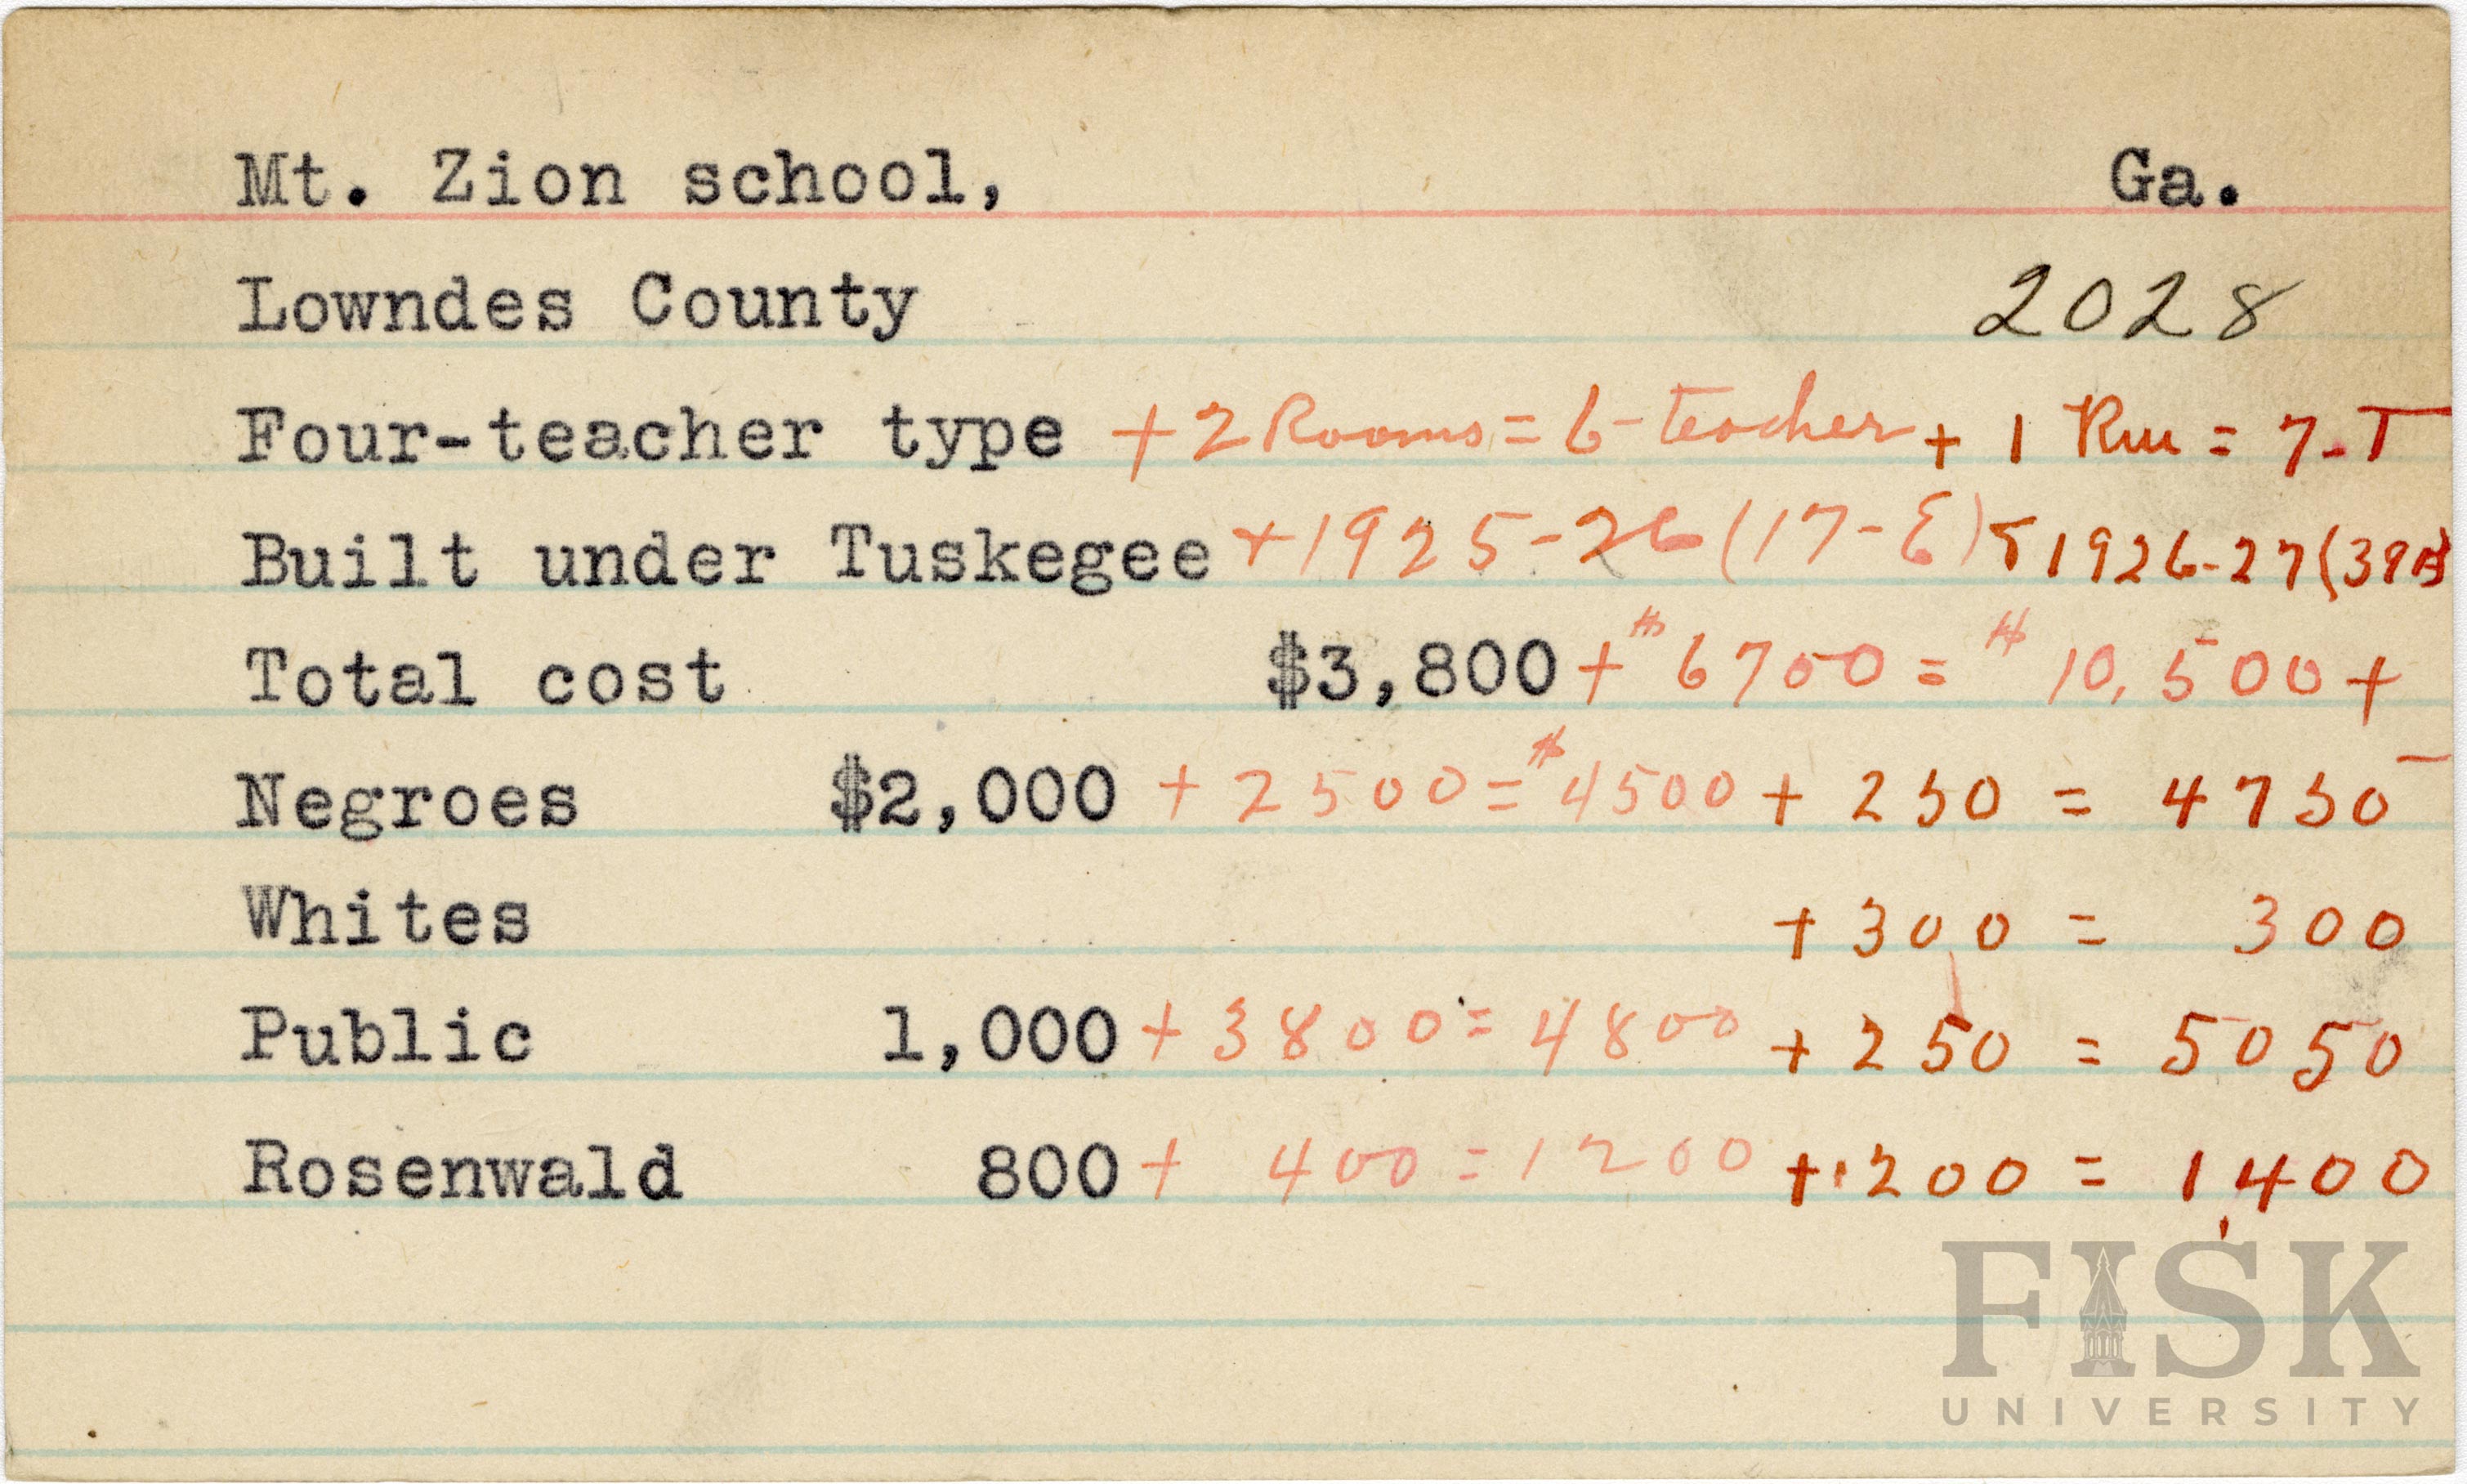 Mt. Zion school, Ga.
Lowndes County 2028
Four-teacher type + 2 Rooms = 6-teacher + 1 Rm = 7-T
Built under Tuskegee + 1925-26 (17-E) + 1926-27
Total cost $3,800 + $6700 = $10,500 +
Negroes $2,000 + 2500 = $4500 + 250 = 4750
Whites + 300 = 300
Public 1,000 + 3800 = 4800 + 250 = 5050
Rosenwald 800 + 400 = 1200 + 200 = 1400
FISK
UNIVERSITY